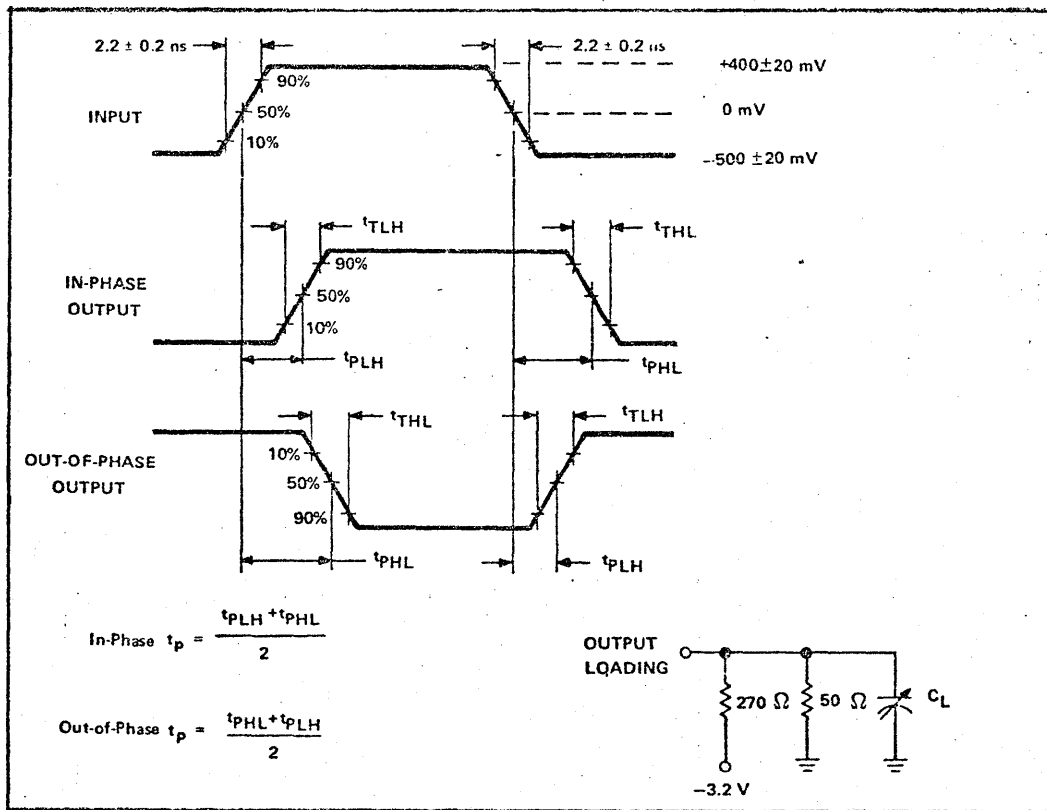 2.2 ± 0.2 ns
2.2 ± 0.2 ns
+400±20 mV
90%
INPUT
50%
0 mV
10%
--500 ±20 mV
tTLH
tTHL
90%
IN-PHASE
OUTPUT
50%
10%
tPLH
tPHL
tTHL
tTLH
OUT-OF-PHASE
OUTPUT
10%
50%
90%
tPHL
tPLH
In-Phase tp = tPLH +tPHL
2
OUTPUT
LOADING
270 Ω
50 Ω
CL
Out-of-Phase tp = tPHL+tPLH
2
−3.2 V